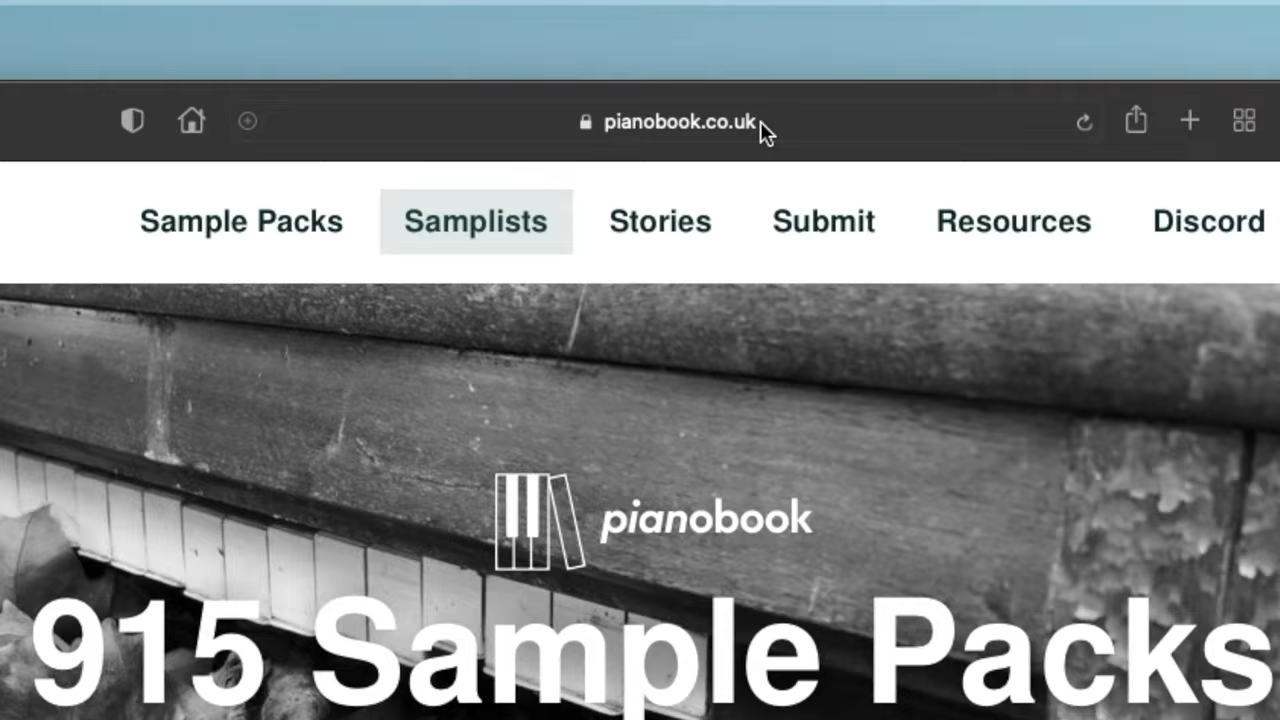 pianobook.co.uk
Sample Packs Samplists Stories Submit Resources Discord
pianobook
915 Sample Packs